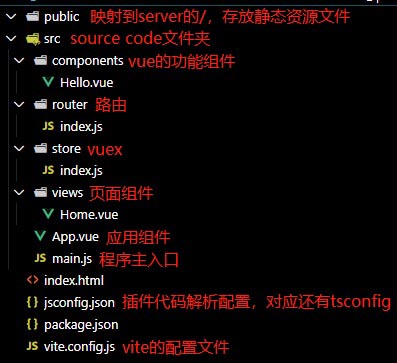 public 映射到server的/，存放静态资源文件
src source code文件夹
components vue的功能组件
Hello.vue
router 路由
JS index.js
store vuex
JS index.js
views 页面组件
Home.vue
App.vue 应用组件
JS main.js 程序主入口
<> index.html
{} jsconfig.json 插件代码解析配置，对应还有tsconfig
{} package.json
JS vite.config.js vite的配置文件